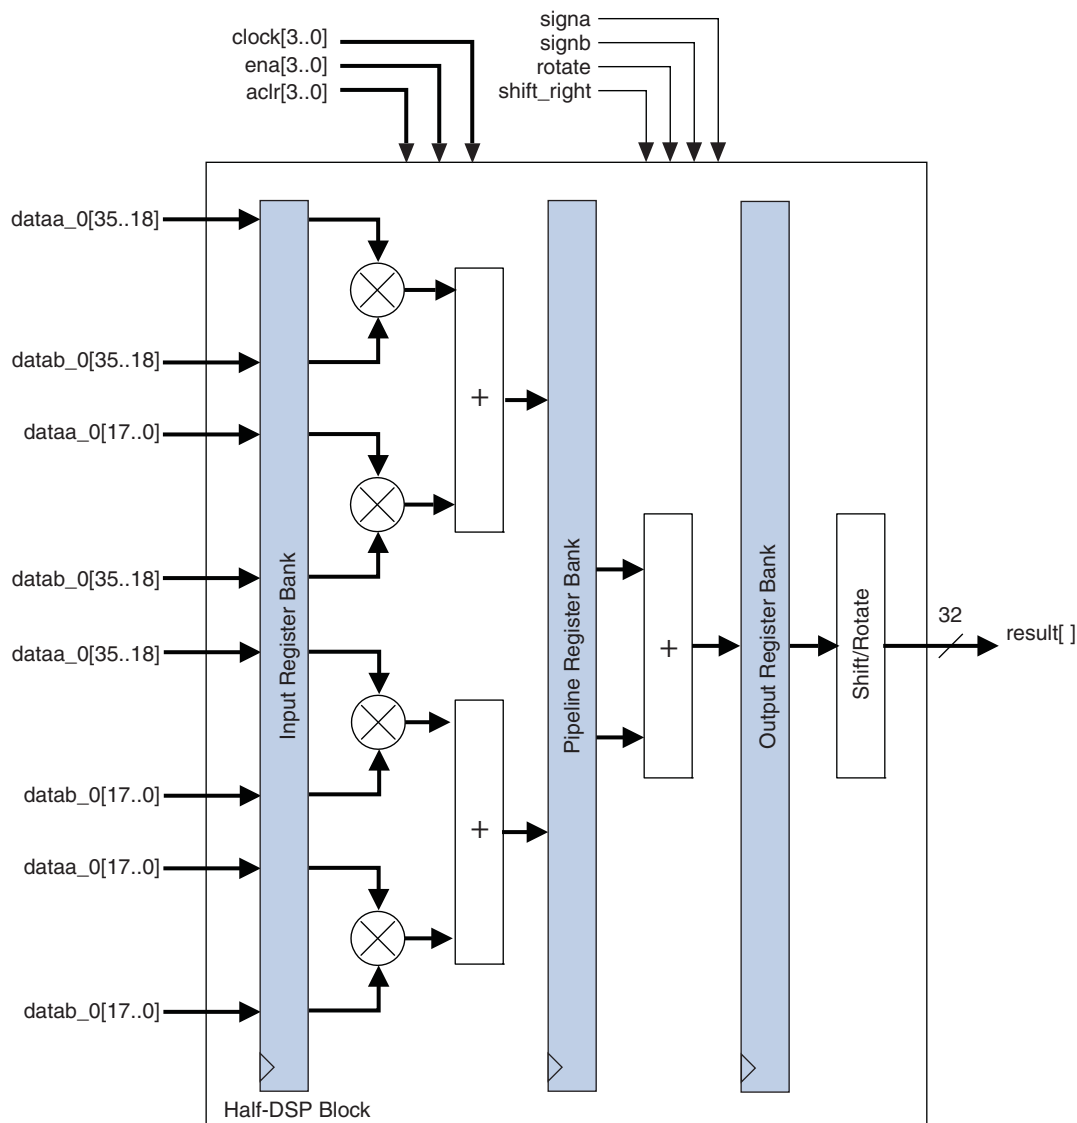 signa
clock[3..0]
signb
ena[3..0]
rotate
aclr[3..0]
shift_right
dataa_0[35..18]
datab_0[35..18]
+
dataa_0[17..0]
datab_0[35..18]
Input Register Bank
Pipeline Register Bank
Output Register Bank
Shift/Rotate
32
result[ ]
+
dataa_0[35..18]
datab_0[17..0]
+
dataa_0[17..0]
datab_0[17..0]
Half-DSP Block